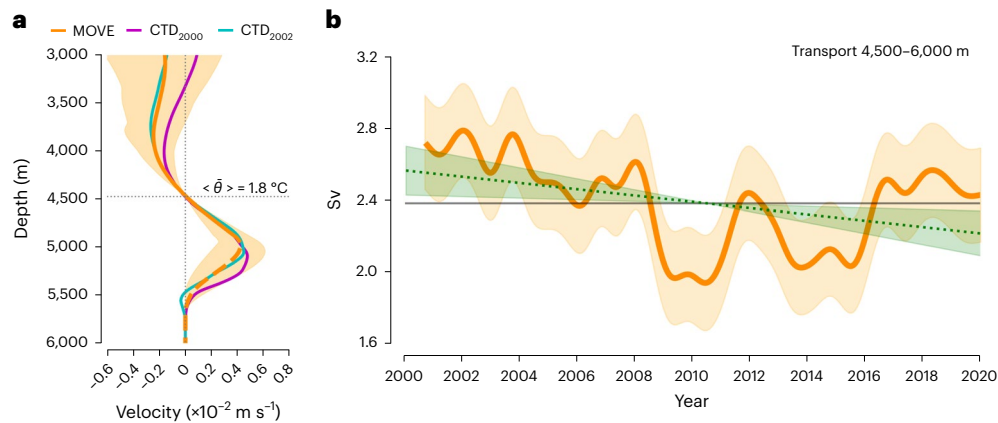 a
MOVE CTD2000 CTD2002
3,000
3,500
4,000
4,500
5,000
5,500
6,000
Depth (m)
< θ̄ > = 1.8 °C
–0.6 –0.4 –0.2 0 0.2 0.4 0.6 0.8
Velocity (×10–2 m s–1)
b
Transport 4,500–6,000 m
3.2
2.8
2.4
2.0
1.6
Sv
2000 2002 2004 2006 2008 2010 2012 2014 2016 2018 2020
Year